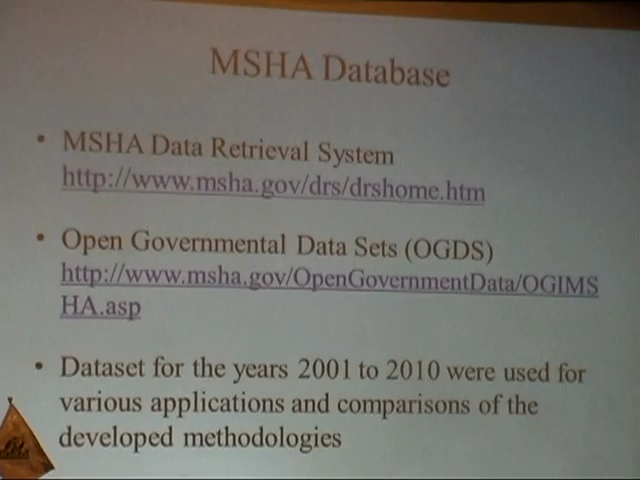 MSHA Database
• MSHA Data Retrieval System
http://www.msha.gov/drs/drshome.htm
• Open Governmental Data Sets (OGDS)
http://www.msha.gov/OpenGovernmentData/OGIMS
HA.asp
• Dataset for the years 2001 to 2010 were used for
various applications and comparisons of the
developed methodologies